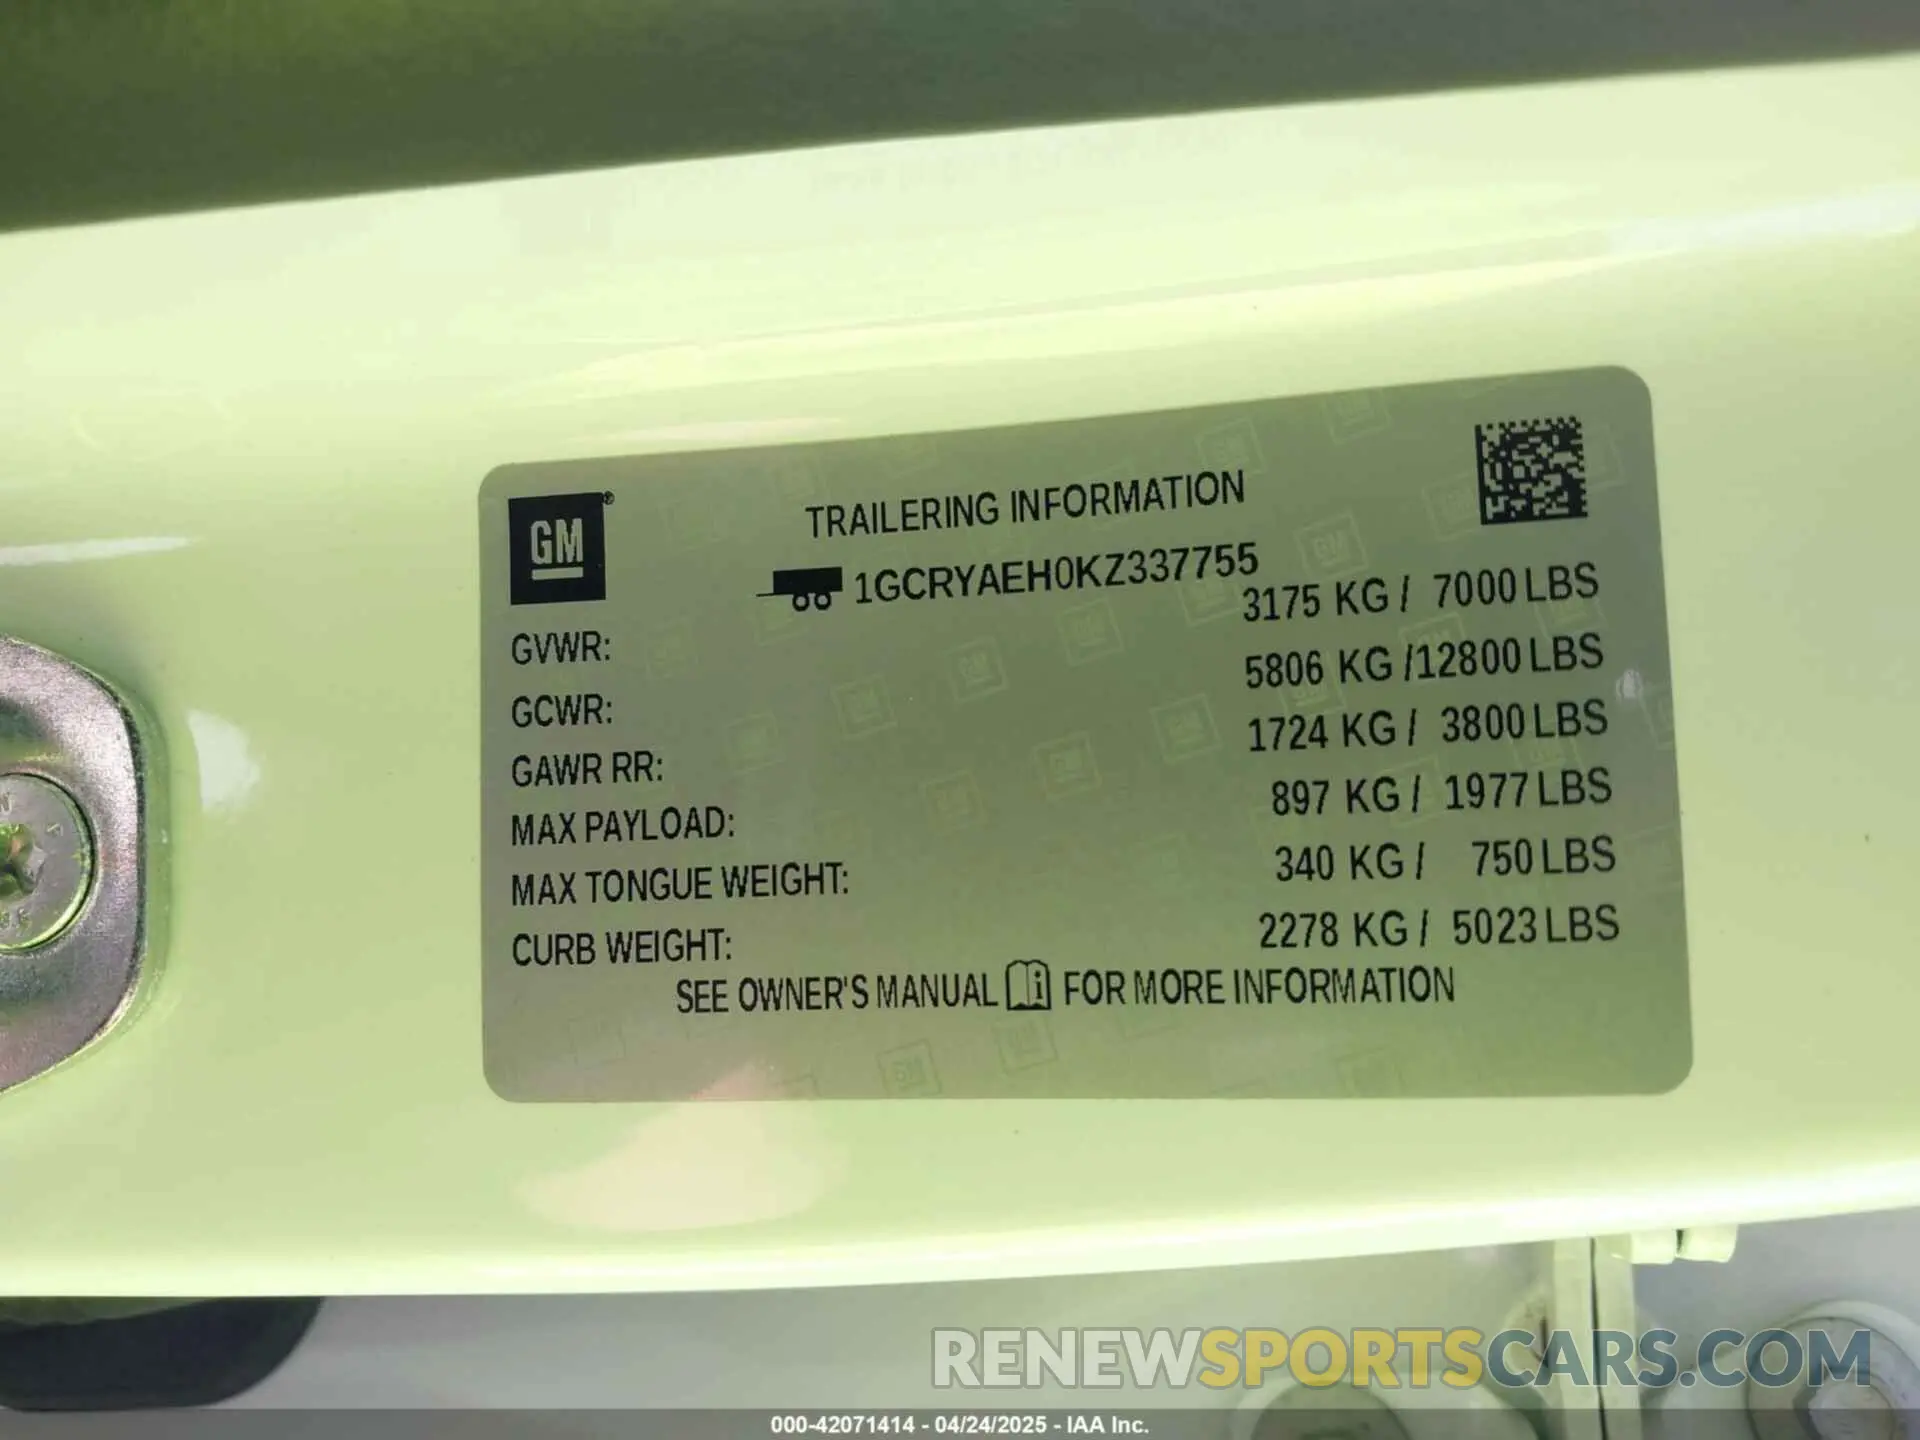 GM®
TRAILERING INFORMATION
1GCRYAEH0KZ337755
GVWR: 3175 KG / 7000 LBS
GCWR: 5806 KG /12800 LBS
GAWR RR: 1724 KG / 3800 LBS
MAX PAYLOAD: 897 KG / 1977 LBS
MAX TONGUE WEIGHT: 340 KG / 750 LBS
CURB WEIGHT: 2278 KG / 5023 LBS
SEE OWNER'S MANUAL FOR MORE INFORMATION
RENEWSPORTSCARS.COM
000-42071414 - 04/24/2025 - IAA Inc.